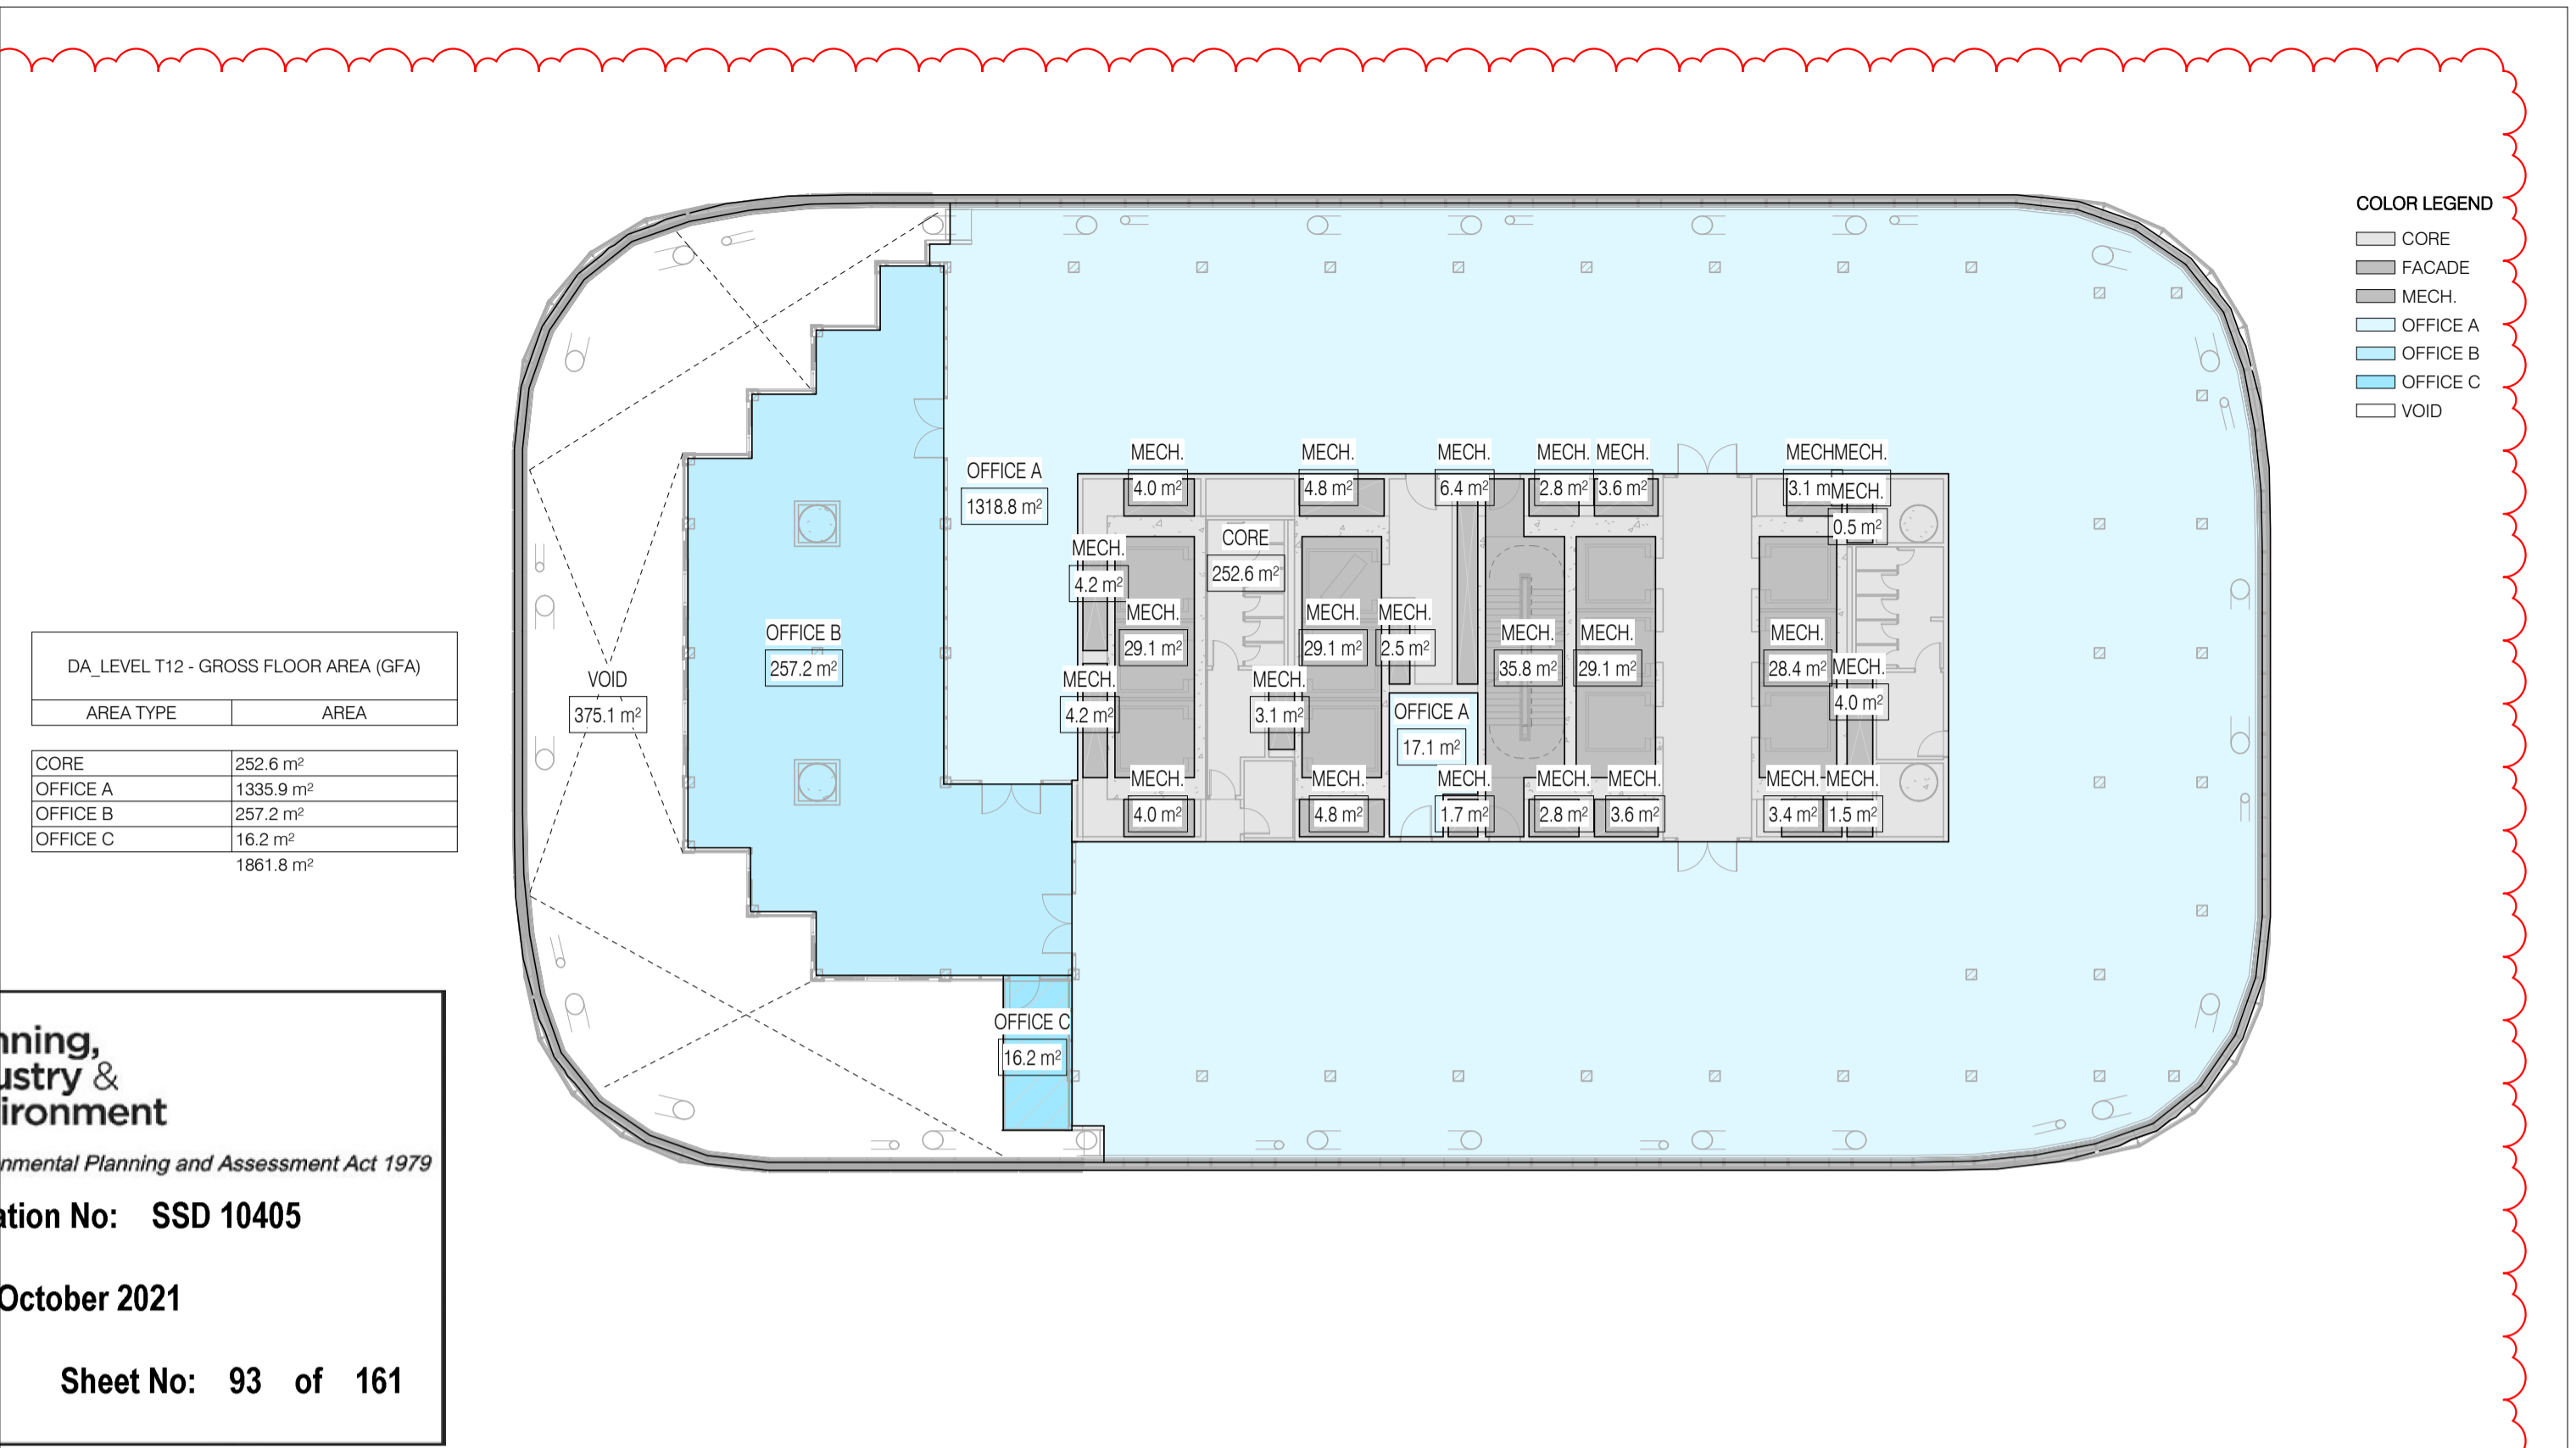 COLOR LEGEND
CORE
FACADE
MECH.
OFFICE A
OFFICE B
OFFICE C
VOID
MECH.
4.0 m²
MECH.
4.8 m²
MECH.
6.4 m²
MECH.
2.8 m²
MECH.
3.6 m²
MECH
3.1 m
MECH.
MECH.
0.5 m²
OFFICE A
1318.8 m²
CORE
252.6 m²
MECH.
4.2 m²
MECH.
29.1 m²
MECH.
29.1 m²
MECH.
2.5 m²
MECH.
35.8 m²
MECH.
29.1 m²
MECH.
28.4 m²
MECH.
4.0 m²
OFFICE B
257.2 m²
VOID
375.1 m²
MECH.
4.2 m²
MECH.
3.1 m²
OFFICE A
17.1 m²
MECH.
4.0 m²
MECH.
4.8 m²
MECH.
1.7 m²
MECH.
2.8 m²
MECH.
3.6 m²
MECH.
3.4 m²
MECH.
1.5 m²
OFFICE C
16.2 m²
DA_LEVEL T12 - GROSS FLOOR AREA (GFA)
AREA TYPE AREA
CORE 252.6 m²
OFFICE A 1335.9 m²
OFFICE B 257.2 m²
OFFICE C 16.2 m²
1861.8 m²
nning,
ustry &
ironment
nmental Planning and Assessment Act 1979
ation No: SSD 10405
October 2021
Sheet No: 93 of 161